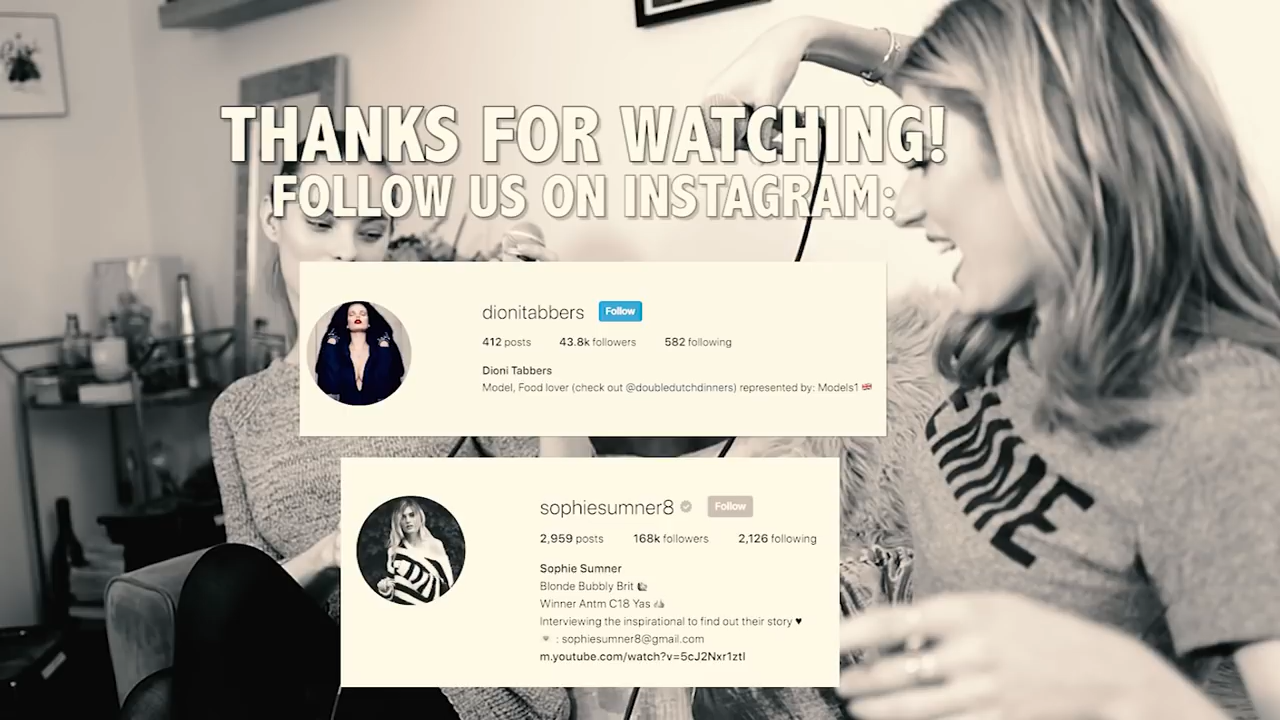 THANKS FOR WATCHING!
FOLLOW US ON INSTAGRAM:
dionitabbers Follow
412 posts 43.8k followers 582 following
Dioni Tabbers
Model, Food lover (check out @doubledutchdinners) represented by: Models1 🇬🇧
sophiesumner8 Follow
2,959 posts 168k followers 2,126 following
Sophie Sumner
Blonde Bubbly Brit
Winner Antm C18 Yas
Interviewing the inspirational to find out their story ♥
: sophiesumner8@gmail.com
m.youtube.com/watch?v=5cJ2Nxr1ztI